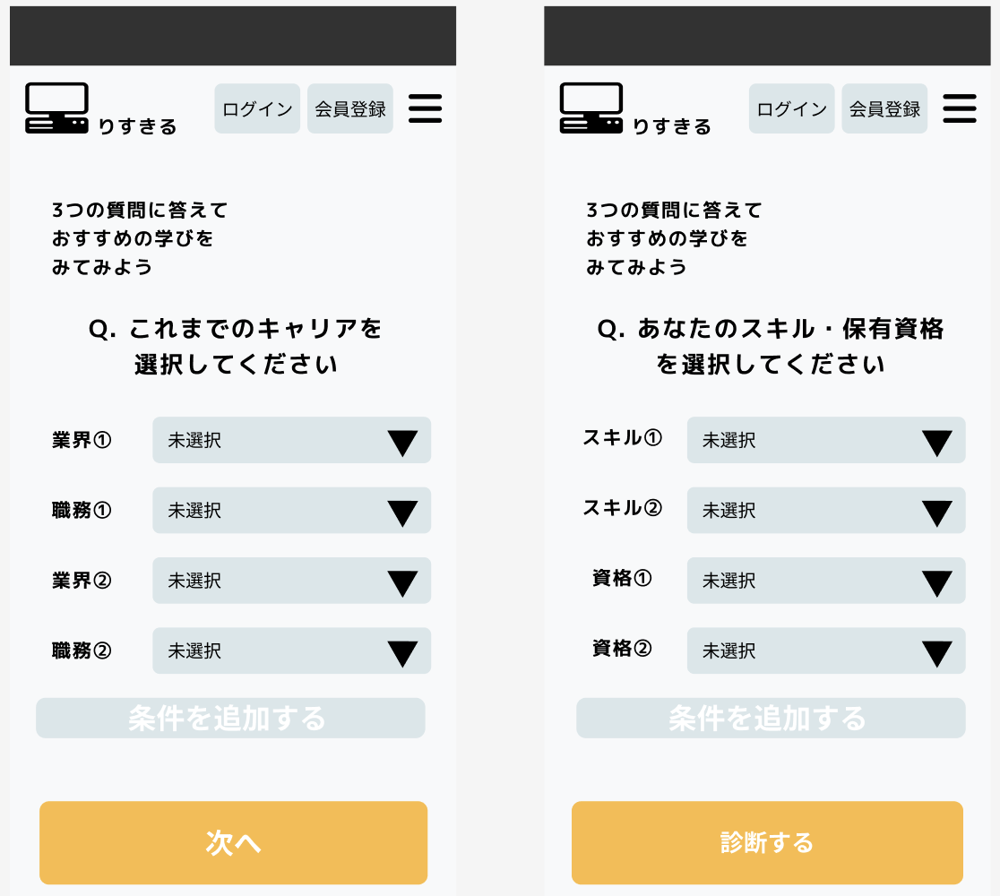 りすきる
ログイン
会員登録
3つの質問に答えて
おすすめの学びを
みてみよう
Q. これまでのキャリアを
選択してください
業界①
未選択
職務①
未選択
業界②
未選択
職務②
未選択
条件を追加する
次へ
りすきる
ログイン
会員登録
3つの質問に答えて
おすすめの学びを
みてみよう
Q. あなたのスキル・保有資格
を選択してください
スキル①
未選択
スキル②
未選択
資格①
未選択
資格②
未選択
条件を追加する
診断する